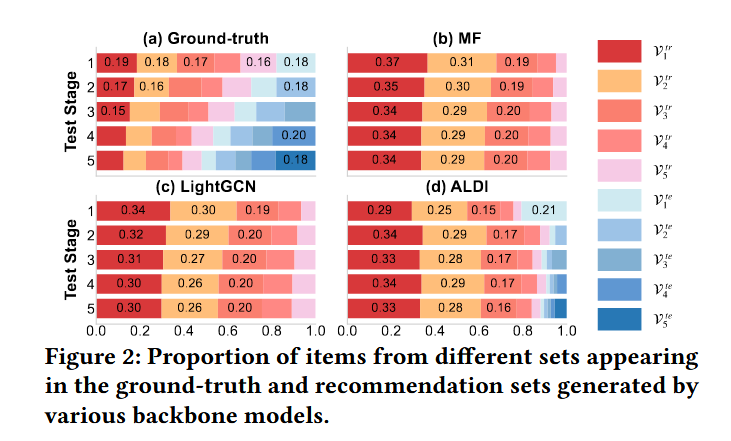 (a) Ground-truth
(b) MF
Test Stage
1
0.19 0.18 0.17 0.16 0.18
0.37 0.31 0.19
2
0.17 0.16 0.18
0.35 0.30 0.19
3
0.15
0.34 0.29 0.20
4
0.20
0.34 0.29 0.20
5
0.18
0.34 0.29 0.20
(c) LightGCN
(d) ALDI
Test Stage
1
0.34 0.30 0.19
0.29 0.25 0.15 0.21
2
0.32 0.29 0.20
0.34 0.29 0.17
3
0.31 0.27 0.20
0.33 0.28 0.17
4
0.30 0.26 0.20
0.34 0.29 0.17
5
0.30 0.26 0.20
0.33 0.28 0.16
0.0 0.2 0.4 0.6 0.8 1.0
0.0 0.2 0.4 0.6 0.8 1.0
𝒱₁ᵗʳ
𝒱₂ᵗʳ
𝒱₃ᵗʳ
𝒱₄ᵗʳ
𝒱₅ᵗʳ
𝒱₁ᵗᵉ
𝒱₂ᵗᵉ
𝒱₃ᵗᵉ
𝒱₄ᵗᵉ
𝒱₅ᵗᵉ
Figure 2: Proportion of items from different sets appearing
in the ground-truth and recommendation sets generated by
various backbone models.